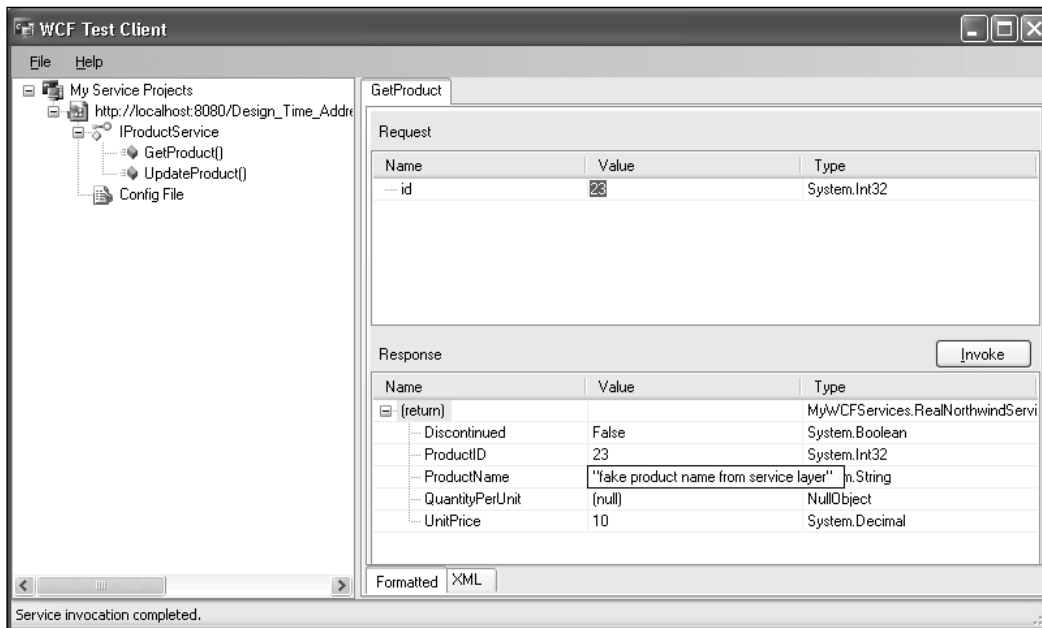 WCF Test Client
File Help
My Service Projects
http://localhost:8080/Design_Time_Addre
IProductService
GetProduct()
UpdateProduct()
Config File
GetProduct
Request
Name Value Type
id 23 System.Int32
Response Invoke
Name Value Type
(return) MyWCFServices.RealNorthwindServi
Discontinued False System.Boolean
ProductID 23 System.Int32
ProductName "fake product name from service layer" m.String
QuantityPerUnit (null) NullObject
UnitPrice 10 System.Decimal
Formatted XML
Service invocation completed.